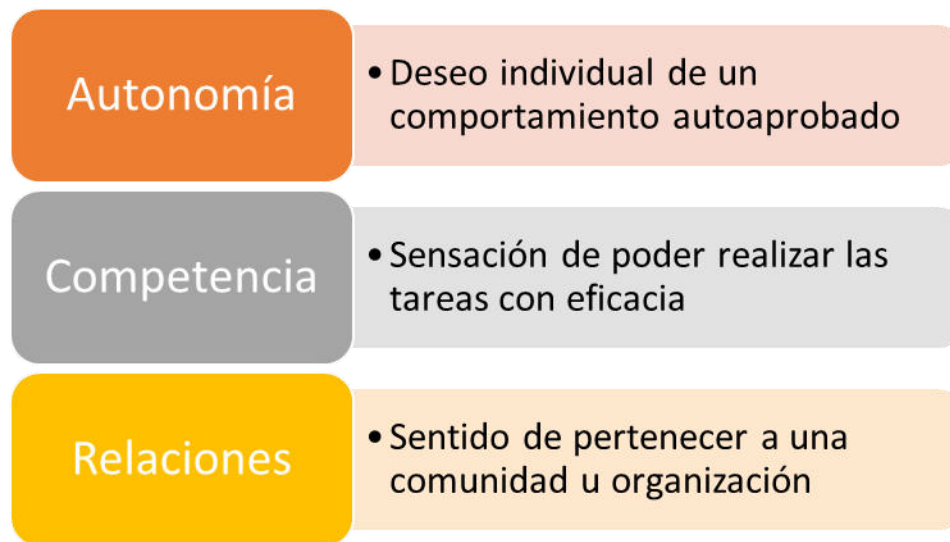 Autonomía
• Deseo individual de un
comportamiento autoaprobado
Competencia
• Sensación de poder realizar las
tareas con eficacia
Relaciones
• Sentido de pertenecer a una
comunidad u organización